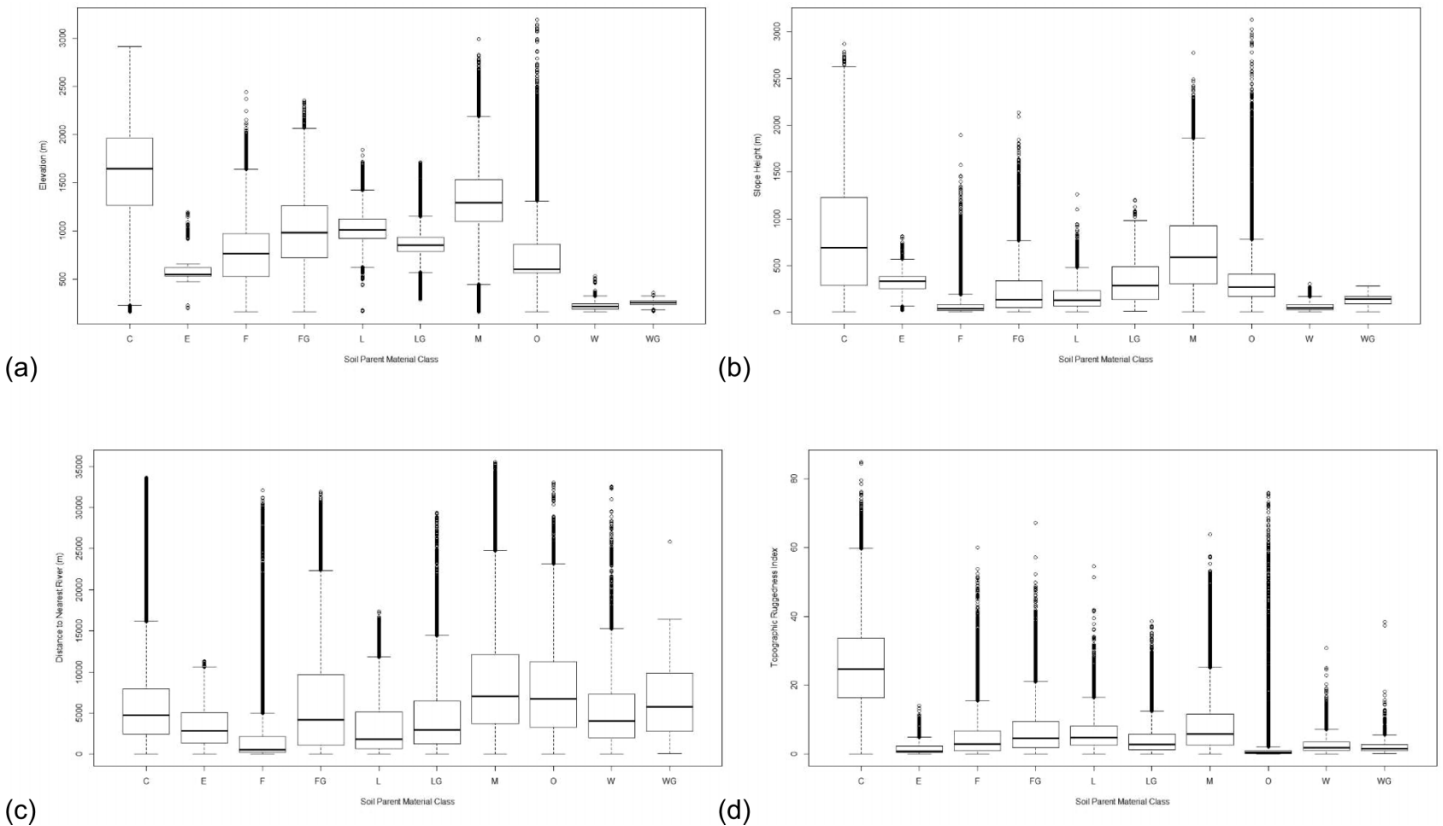 Elevation (m)
3000
2500
2000
1500
1000
500
C E F FG L LG M O W WG
Soil Parent Material Class
(a)
Slope Height (m)
3000
2500
2000
1500
1000
500
0
C E F FG L LG M O W WG
Soil Parent Material Class
(b)
Distance to Nearest River (m)
35000
30000
25000
20000
15000
10000
5000
0
C E F FG L LG M O W WG
Soil Parent Material Class
(c)
Topographic Ruggedness Index
80
60
40
20
0
C E F FG L LG M O W WG
Soil Parent Material Class
(d)